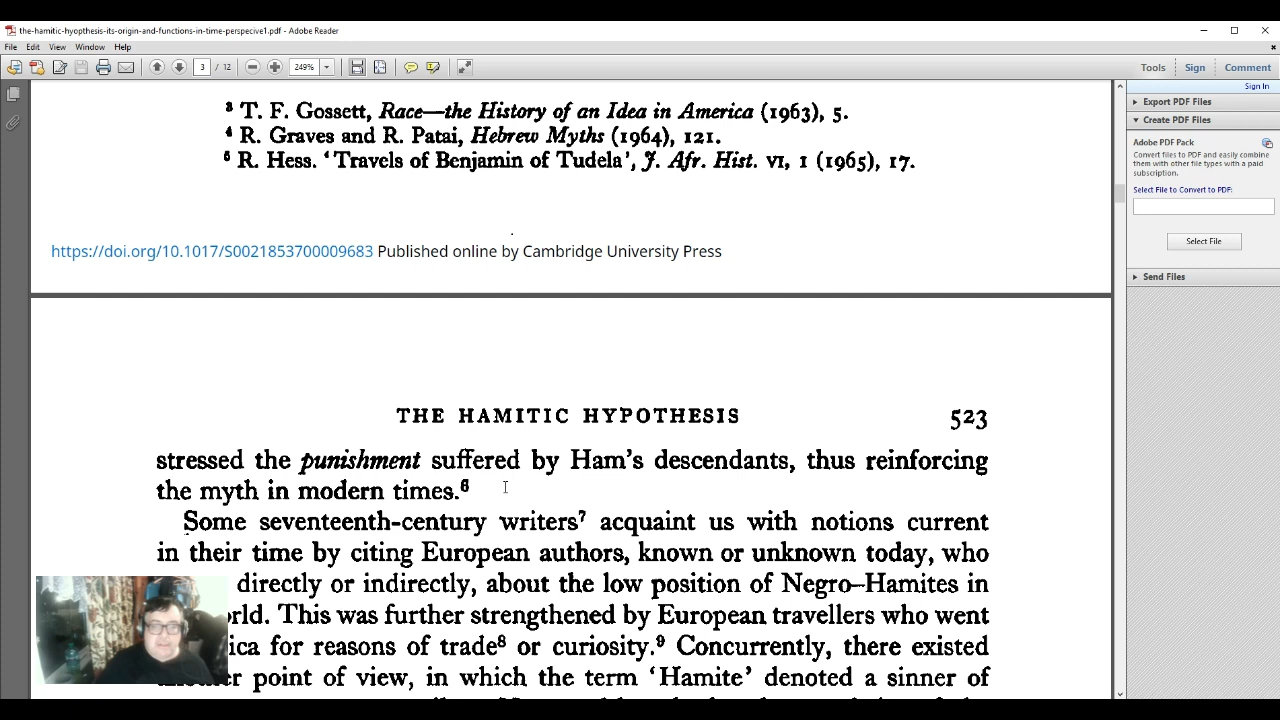 the-hamitic-hyopthesis-its-origin-and-functions-in-time-perspecive1.pdf - Adobe Reader
File Edit View Window Help
3 / 12 249% Tools Sign Comment
Sign In
Export PDF Files
Create PDF Files
Adobe PDF Pack
Convert files to PDF and easily combine
them with other file types with a paid
subscription.
Select File to Convert to PDF:
Select File
Send Files
³ T. F. Gossett, Race—the History of an Idea in America (1963), 5.
⁴ R. Graves and R. Patai, Hebrew Myths (1964), 121.
⁵ R. Hess. 'Travels of Benjamin of Tudela', J. Afr. Hist. VI, 1 (1965), 17.
https://doi.org/10.1017/S0021853700009683 Published online by Cambridge University Press
THE HAMITIC HYPOTHESIS 523
stressed the punishment suffered by Ham's descendants, thus reinforcing
the myth in modern times.⁶
Some seventeenth-century writers⁷ acquaint us with notions current
in their time by citing European authors, known or unknown today, who
directly or indirectly, about the low position of Negro–Hamites in
orld. This was further strengthened by European travellers who went
ica for reasons of trade⁸ or curiosity.⁹ Concurrently, there existed
point of view, in which the term 'Hamite' denoted a sinner of